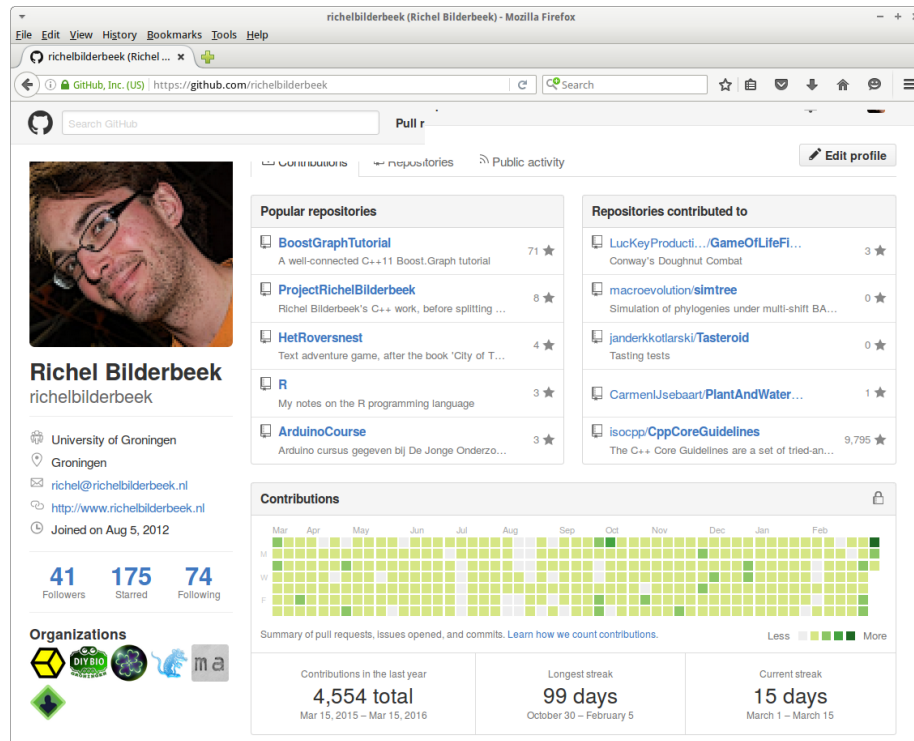 richelbilderbeek (Richel Bilderbeek) - Mozilla Firefox
File Edit View History Bookmarks Tools Help
richelbilderbeek (Richel ...
GitHub, Inc. (US) https://github.com/richelbilderbeek
Search
Search GitHub
Pull r
Contributions Repositories Public activity
Edit profile
Richel Bilderbeek
richelbilderbeek
University of Groningen
Groningen
richel@richelbilderbeek.nl
http://www.richelbilderbeek.nl
Joined on Aug 5, 2012
41 175 74
Followers Starred Following
Organizations
DIYBIO
ma
Popular repositories
BoostGraphTutorial
A well-connected C++11 Boost.Graph tutorial
71
ProjectRichelBilderbeek
Richel Bilderbeek's C++ work, before splitting ...
8
HetRoversnest
Text adventure game, after the book 'City of T...
4
R
My notes on the R programming language
3
ArduinoCourse
Arduino cursus gegeven bij De Jonge Onderzo...
3
Repositories contributed to
LucKeyProducti.../GameOfLifeFi...
Conway's Doughnut Combat
3
macroevolution/simtree
Simulation of phylogenies under multi-shift BA...
0
janderkkotlarski/Tasteroid
Tasting tests
0
CarmenIJsebaart/PlantAndWater...
1
isocpp/CppCoreGuidelines
The C++ Core Guidelines are a set of tried-an...
9,795
Contributions
Mar Apr May Jun Jul Aug Sep Oct Nov Dec Jan Feb
M
W
F
Summary of pull requests, issues opened, and commits. Learn how we count contributions.
Less More
Contributions in the last year
4,554 total
Mar 15, 2015 – Mar 15, 2016
Longest streak
99 days
October 30 – February 5
Current streak
15 days
March 1 – March 15